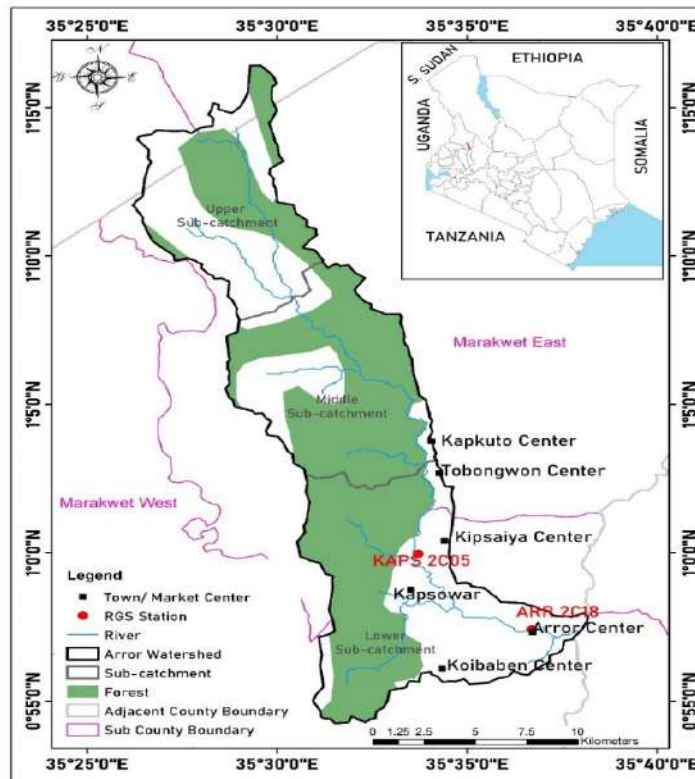 35°25'0"E 35°30'0"E 35°35'0"E 35°40'0"E
N
S
1°15'0"N
1°10'0"N
1°5'0"N
1°0'0"N
0°55'0"N
S. SUDAN
ETHIOPIA
UGANDA
SOMALIA
TANZANIA
Upper
Sub-catchment
Marakwet East
Middle
Sub-catchment
Kapkuto Center
Tobongwon Center
Marakwet West
Kipsaiya Center
KAPS 2C05
Kapsowar
ARR 2C18
Arror Center
Lower
Sub-catchment
Koibaben Center
Legend
Town/ Market Center
RGS Station
River
Arror Watershed
Sub-catchment
Forest
Adjacent County Boundary
Sub County Boundary
0 1.25 2.5 5 7.5 10
Kilometers
1°15'0"N
1°10'0"N
1°5'0"N
1°0'0"N
0°55'0"N
35°25'0"E 35°30'0"E 35°35'0"E 35°40'0"E